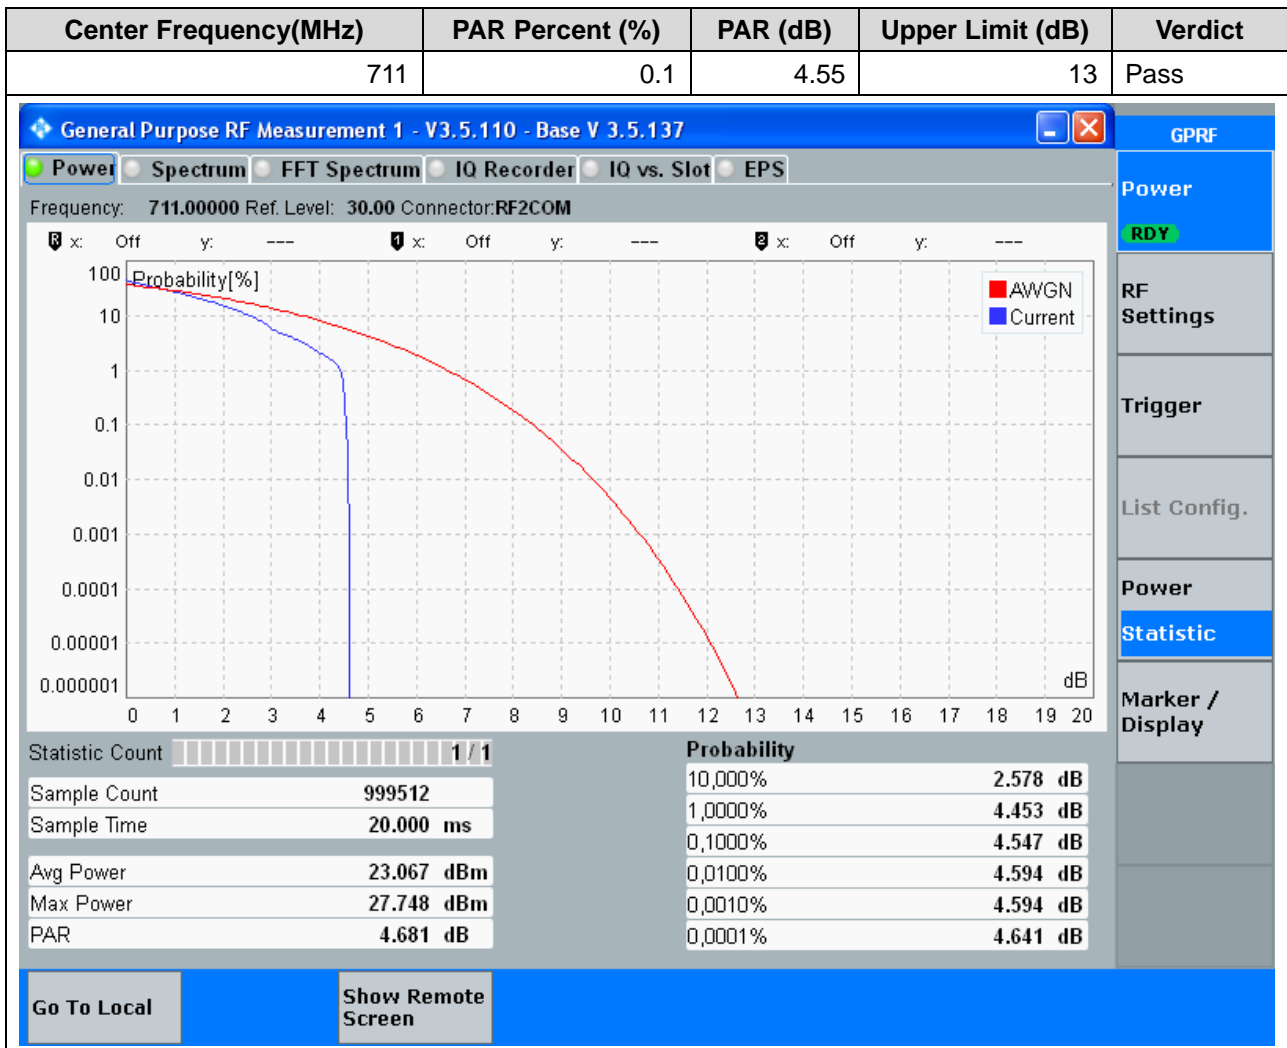 Center Frequency(MHz) PAR Percent (%) PAR (dB) Upper Limit (dB) Verdict
711 0.1 4.55 13 Pass
General Purpose RF Measurement 1 - V3.5.110 - Base V 3.5.137
GPRF
Power Spectrum FFT Spectrum IQ Recorder IQ vs. Slot EPS
Power
RDY
Frequency: 711.00000 Ref. Level: 30.00 Connector:RF2COM
R x: Off y: --- 1 x: Off y: --- 2 x: Off y: ---
Probability[%]
AWGN
Current
100
10
1
0.1
0.01
0.001
0.0001
0.00001
0.000001
dB
0 1 2 3 4 5 6 7 8 9 10 11 12 13 14 15 16 17 18 19 20
RF
Settings
Trigger
List Config.
Power
Statistic
Marker /
Display
Statistic Count 1 / 1
Sample Count 999512
Sample Time 20.000 ms
Avg Power 23.067 dBm
Max Power 27.748 dBm
PAR 4.681 dB
Probability
10,000% 2.578 dB
1,0000% 4.453 dB
0,1000% 4.547 dB
0,0100% 4.594 dB
0,0010% 4.594 dB
0,0001% 4.641 dB
Go To Local
Show Remote
Screen